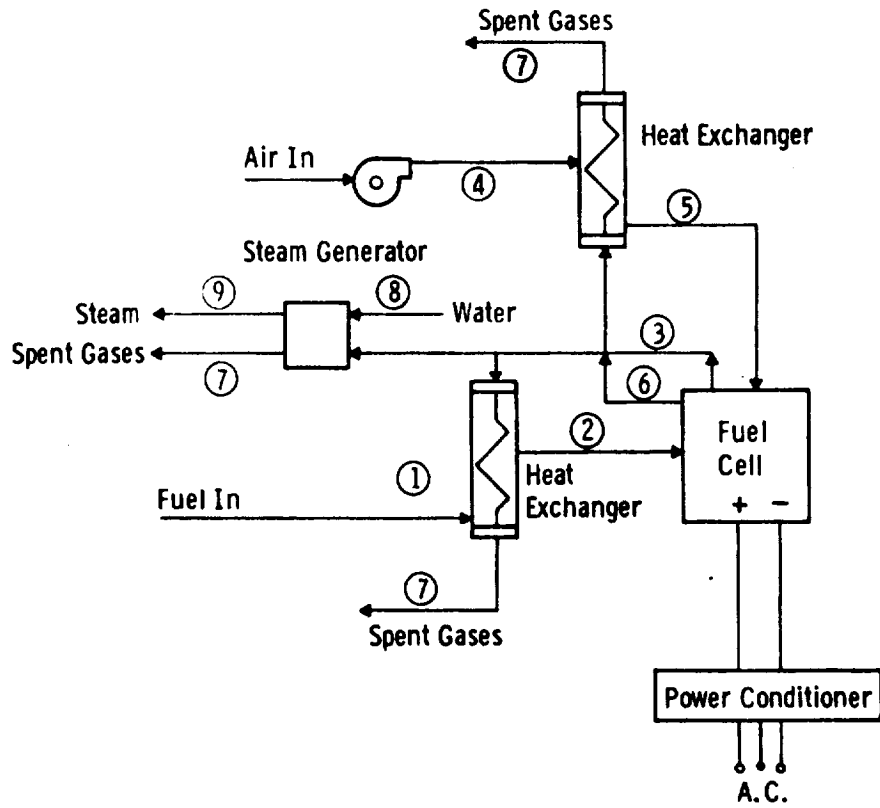 Spent Gases
⑦
Heat Exchanger
Air In
④
⑤
Steam Generator
⑨
⑧
Steam
Water
③
Spent Gases
⑦
⑥
②
Fuel
Cell
①
Heat
Exchanger
+ −
Fuel In
⑦
Spent Gases
Power Conditioner
A.C.